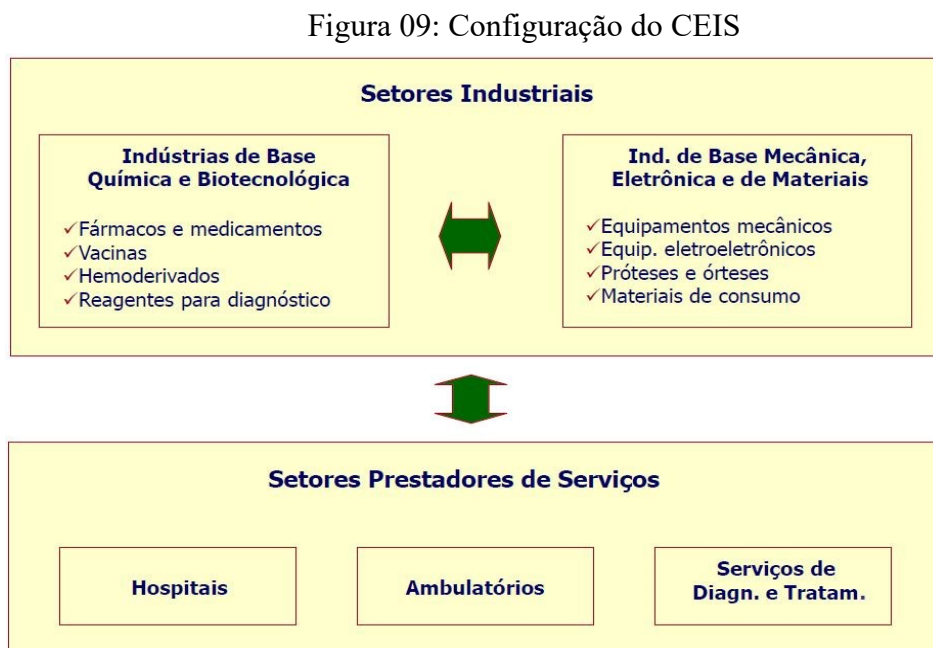 Figura 09: Configuração do CEIS
Setores Industriais
Indústrias de Base
Química e Biotecnológica
✓Fármacos e medicamentos
✓Vacinas
✓Hemoderivados
✓Reagentes para diagnóstico
Ind. de Base Mecânica,
Eletrônica e de Materiais
✓Equipamentos mecânicos
✓Equip. eletroeletrônicos
✓Próteses e órteses
✓Materiais de consumo
Setores Prestadores de Serviços
Hospitais
Ambulatórios
Serviços de
Diagn. e Tratam.